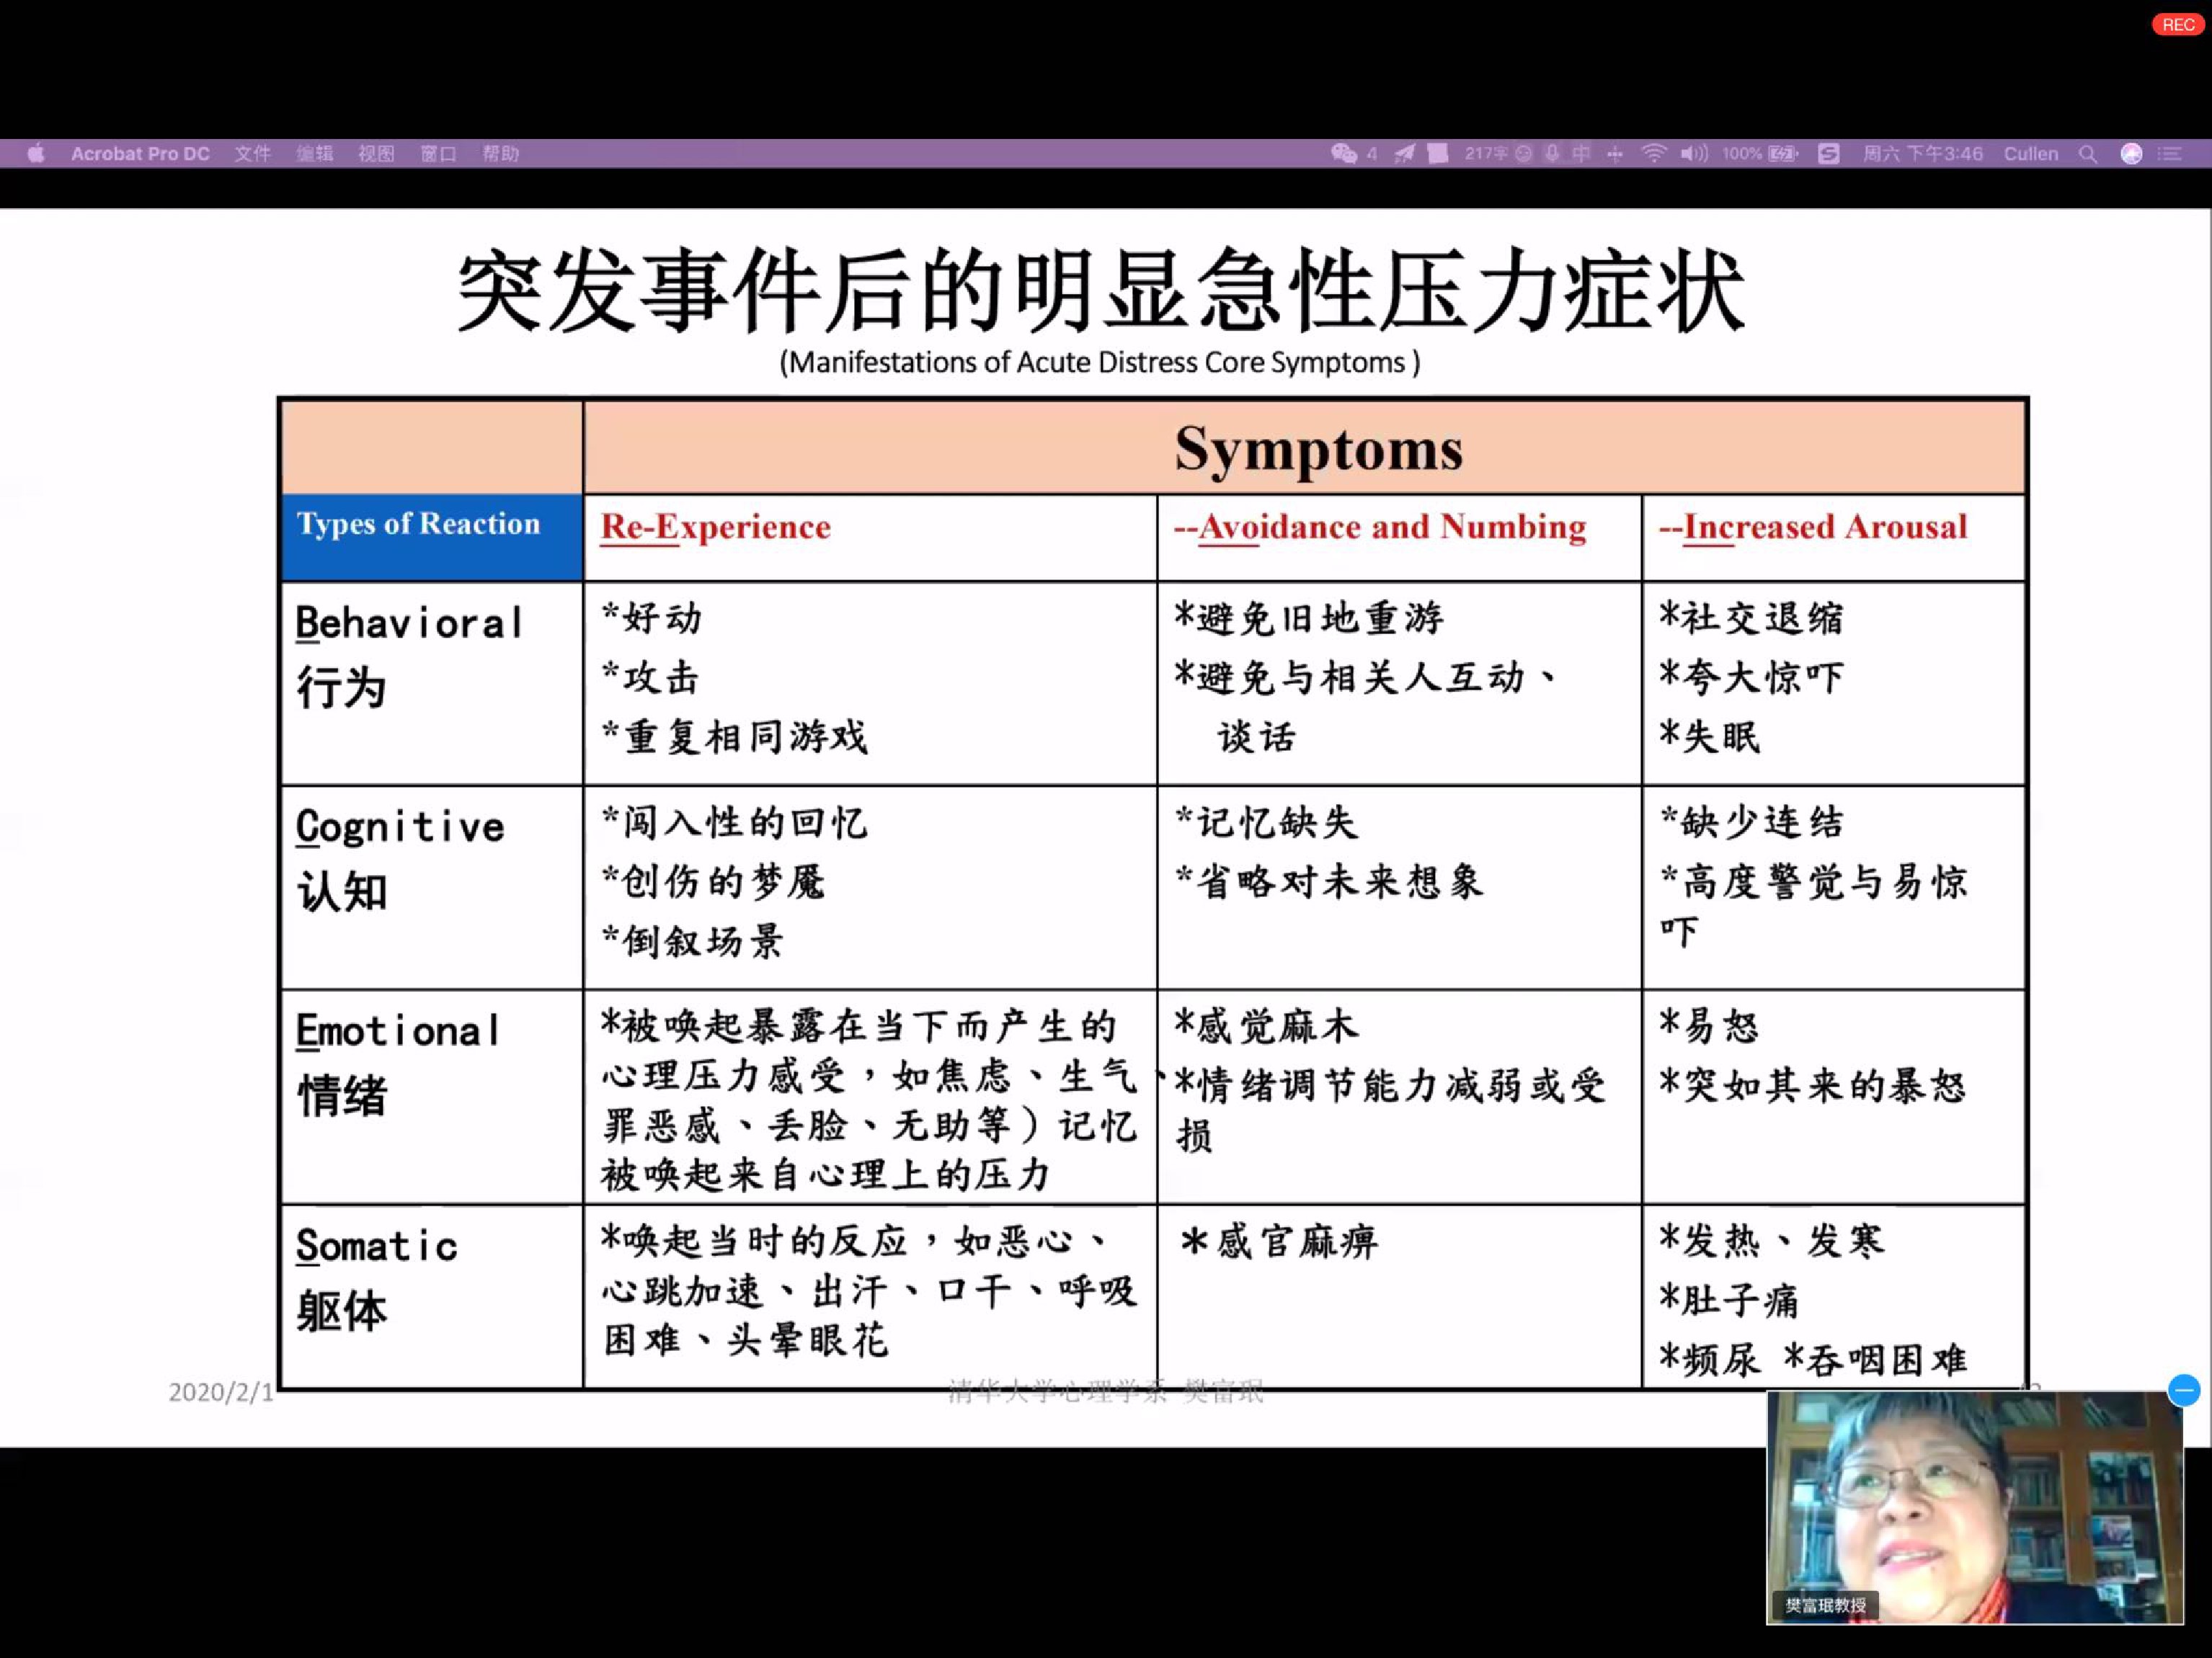 REC
Acrobat Pro DC 文件 编辑 视图 窗口 帮助 4 217字 中 100% 周六 下午3:46 Cullen
突发事件后的明显急性压力症状
(Manifestations of Acute Distress Core Symptoms )
Symptoms
Types of Reaction
Re-Experience
--Avoidance and Numbing
--Increased Arousal
Behavioral
行为
*好动
*攻击
*重复相同游戏
*避免旧地重游
*避免与相关人互动、
谈话
*社交退缩
*夸大惊吓
*失眠
Cognitive
认知
*闯入性的回忆
*创伤的梦魇
*倒叙场景
*记忆缺失
*省略对未来想象
*缺少连结
*高度警觉与易惊
吓
Emotional
情绪
*被唤起暴露在当下而产生的
心理压力感受，如焦虑、生气、
罪恶感、丢脸、无助等）记忆
被唤起来自心理上的压力
*感觉麻木
*情绪调节能力减弱或受
损
*易怒
*突如其来的暴怒
Somatic
躯体
*唤起当时的反应，如恶心、
心跳加速、出汗、口干、呼吸
困难、头晕眼花
*感官麻痹
*发热、发寒
*肚子痛
*频尿 *吞咽困难
2020/2/1
清华大学心理学系 樊富珉
樊富珉教授